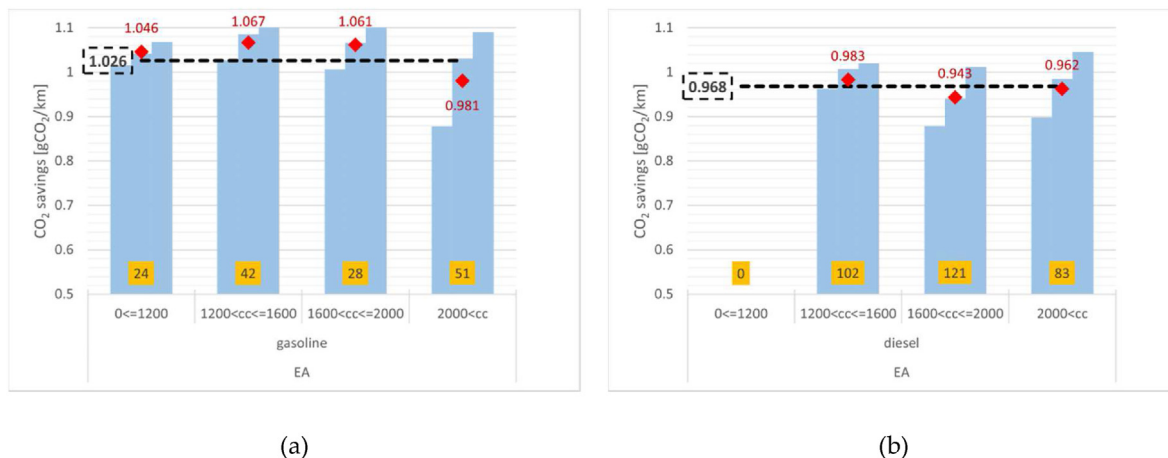 1.1
1
0.9
0.8
0.7
0.6
0.5
CO2 savings [gCO2/km]
1.026
1.046
1.067
1.061
0.981
24
42
28
51
0<=1200
1200<cc<=1600
1600<cc<=2000
2000<cc
gasoline
EA
(a)
1.1
1
0.9
0.8
0.7
0.6
0.5
CO2 savings [gCO2/km]
0.968
0.983
0.943
0.962
0
102
121
83
0<=1200
1200<cc<=1600
1600<cc<=2000
2000<cc
diesel
EA
(b)